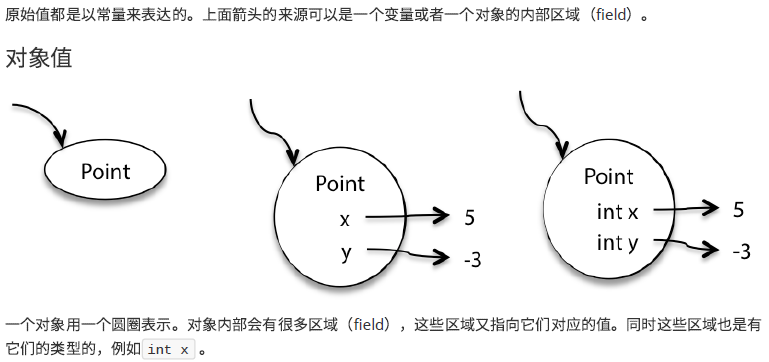 原始值都是以常量来表达的。上面箭头的来源可以是一个变量或者一个对象的内部区域（field）。
对象值
Point
Point
x 5
y -3
Point
int x 5
int y -3
一个对象用一个圆圈表示。对象内部会有很多区域（field），这些区域又指向它们对应的值。同时这些区域也是有
它们的类型的，例如 int x 。